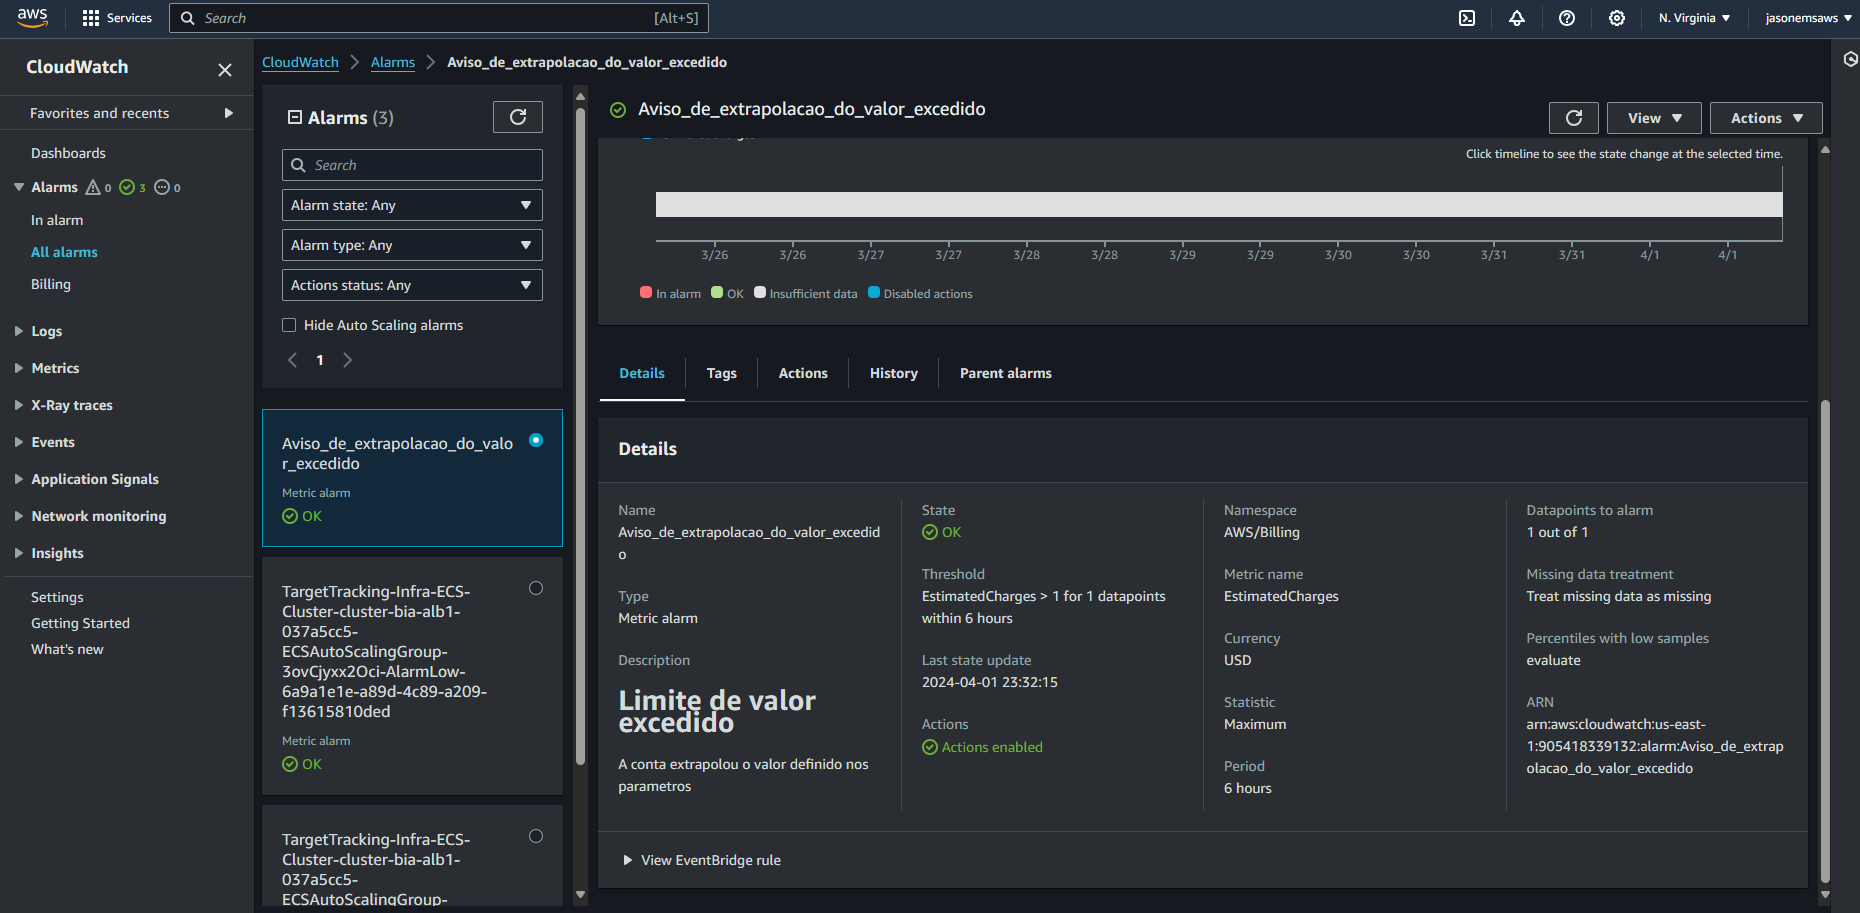 aws
Services
Search
[Alt+S]
N. Virginia
jasonemsaws
CloudWatch
Favorites and recents
Dashboards
Alarms 0 3 0
In alarm
All alarms
Billing
Logs
Metrics
X-Ray traces
Events
Application Signals
Network monitoring
Insights
Settings
Getting Started
What's new
CloudWatch
Alarms
Aviso_de_extrapolacao_do_valor_excedido
Alarms (3)
Search
Alarm state: Any
Alarm type: Any
Actions status: Any
Hide Auto Scaling alarms
1
Aviso_de_extrapolacao_do_valo
r_excedido
Metric alarm
OK
TargetTracking-Infra-ECS-
Cluster-cluster-bia-alb1-
037a5cc5-
ECSAutoScalingGroup-
3ovCjyxx2Oci-AlarmLow-
6a9a1e1e-a89d-4c89-a209-
f13615810ded
Metric alarm
OK
TargetTracking-Infra-ECS-
Cluster-cluster-bia-alb1-
037a5cc5-
ECSAutoScalingGroup-
Aviso_de_extrapolacao_do_valor_excedido
View
Actions
Click timeline to see the state change at the selected time.
3/26 3/26 3/27 3/27 3/28 3/28 3/29 3/29 3/30 3/30 3/31 3/31 4/1 4/1
In alarm OK Insufficient data Disabled actions
Details
Tags
Actions
History
Parent alarms
Details
Name
Aviso_de_extrapolacao_do_valor_excedid
o
Type
Metric alarm
Description
Limite de valor
excedido
A conta extrapolou o valor definido nos
parametros
State
OK
Threshold
EstimatedCharges > 1 for 1 datapoints
within 6 hours
Last state update
2024-04-01 23:32:15
Actions
Actions enabled
Namespace
AWS/Billing
Metric name
EstimatedCharges
Currency
USD
Statistic
Maximum
Period
6 hours
Datapoints to alarm
1 out of 1
Missing data treatment
Treat missing data as missing
Percentiles with low samples
evaluate
ARN
arn:aws:cloudwatch:us-east-
1:905418339132:alarm:Aviso_de_extrap
olacao_do_valor_excedido
View EventBridge rule